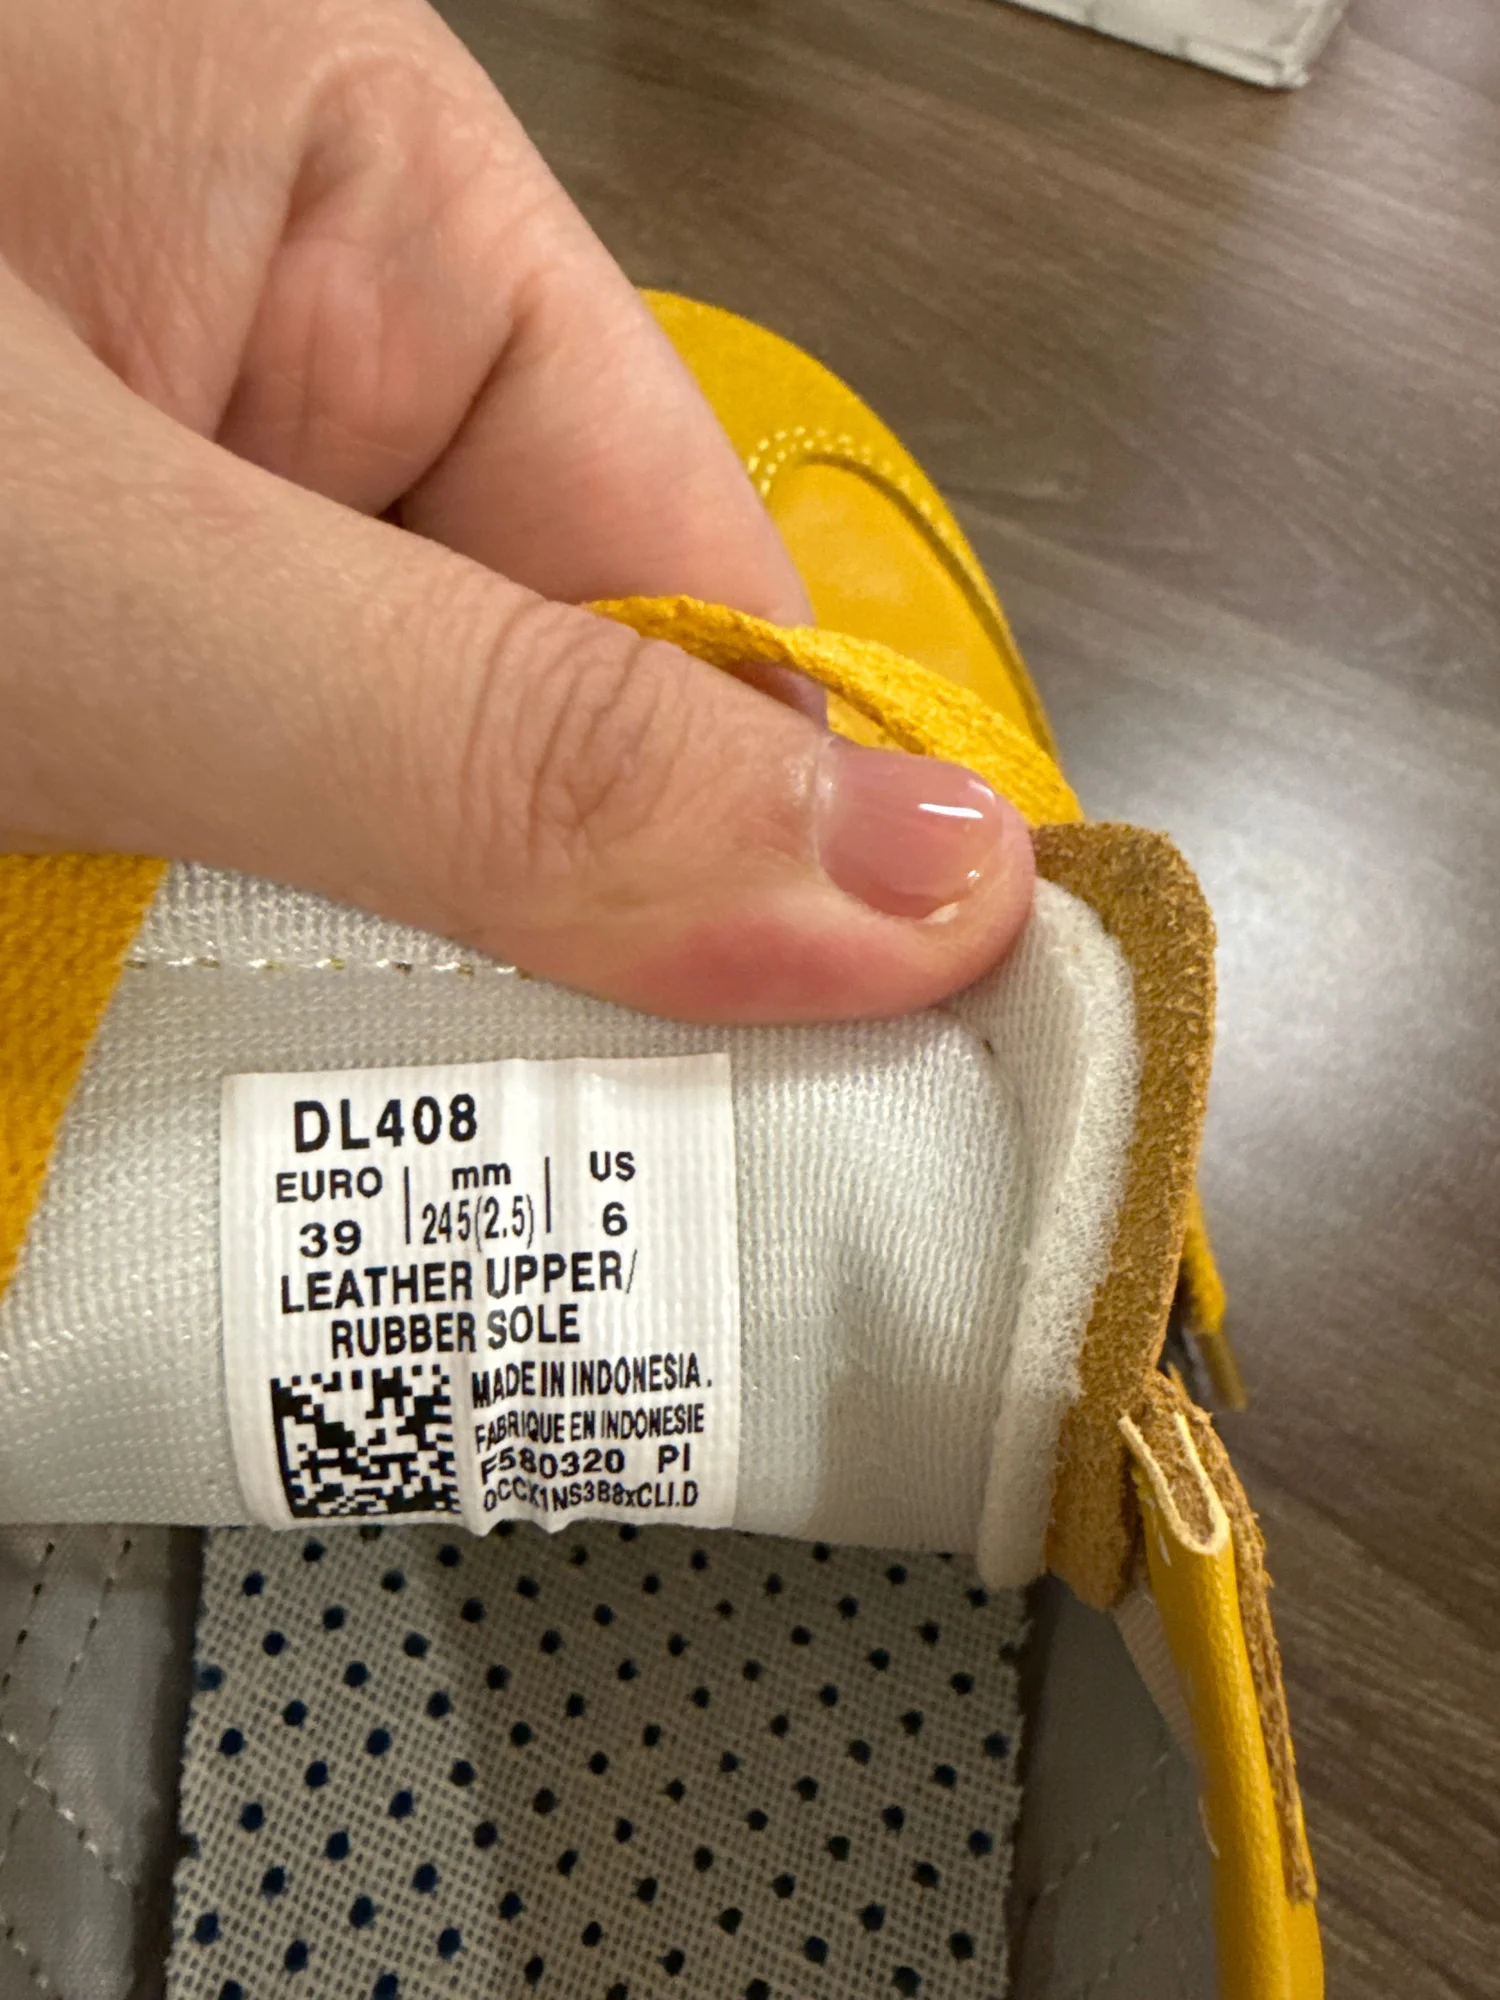 DL408
EURO | mm | US
39 | 245(2.5) | 6
LEATHER UPPER/
RUBBER SOLE
MADE IN INDONESIA.
FABRIQUE EN INDONESIE
F580320 PI